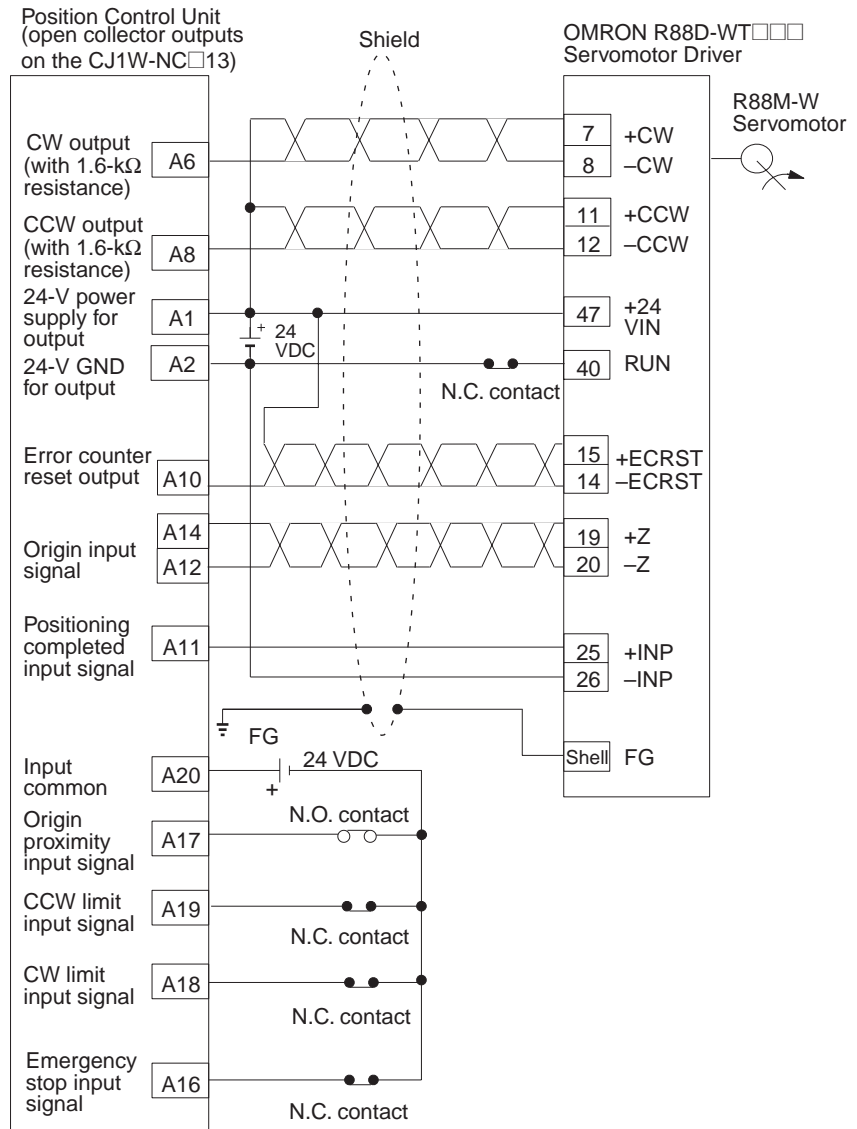 Position Control Unit
(open collector outputs
on the CJ1W-NC□13)
Shield
OMRON R88D-WT□□□
Servomotor Driver
R88M-W
Servomotor
CW output
(with 1.6-kΩ
resistance)
A6
7
+CW
8
–CW
CCW output
(with 1.6-kΩ
resistance)
A8
11
+CCW
12
–CCW
24-V power
supply for
output
A1
+ 24
VDC
47
+24
VIN
24-V GND
for output
A2
N.C. contact
40
RUN
Error counter
reset output
A10
15
+ECRST
14
–ECRST
Origin input
signal
A14
A12
19
+Z
20
–Z
Positioning
completed
input signal
A11
25
+INP
26
–INP
FG
Shell
FG
Input
common
A20
24 VDC
+
Origin
proximity
input signal
A17
N.O. contact
CCW limit
input signal
A19
N.C. contact
CW limit
input signal
A18
N.C. contact
Emergency
stop input
signal
A16
N.C. contact